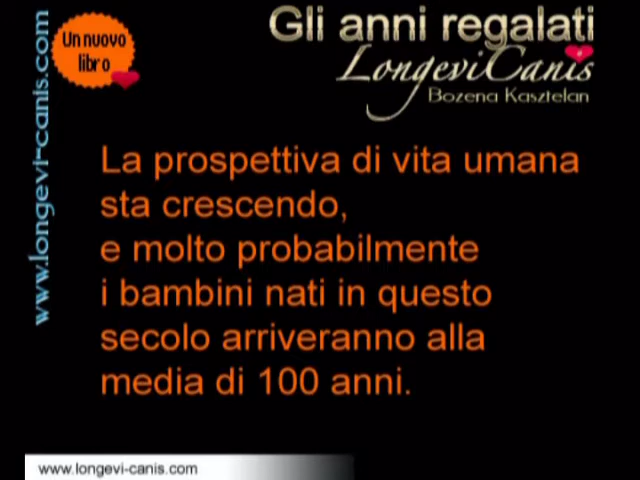 Gli anni regalati
LongeviCanis
Bozena Kasztelan
Un nuovo
libro
www.longevi-canis.com
La prospettiva di vita umana
sta crescendo,
e molto probabilmente
i bambini nati in questo
secolo arriveranno alla
media di 100 anni.
www.longevi-canis.com